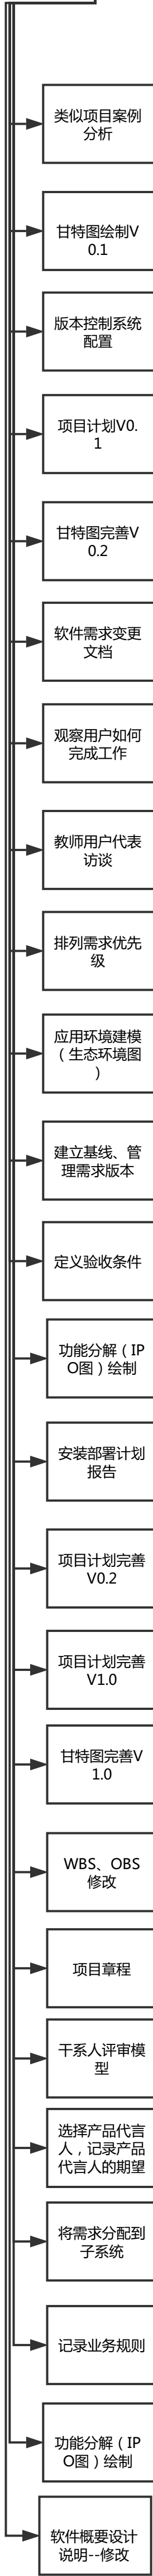 类似项目案例
分析
甘特图绘制V
0.1
版本控制系统
配置
项目计划V0.
1
甘特图完善V
0.2
软件需求变更
文档
观察用户如何
完成工作
教师用户代表
访谈
排列需求优先
级
应用环境建模
（生态环境图
）
建立基线、管
理需求版本
定义验收条件
功能分解（IP
O图）绘制
安装部署计划
报告
项目计划完善
V0.2
项目计划完善
V1.0
甘特图完善V
1.0
WBS、OBS
修改
项目章程
干系人评审模
型
选择产品代言
人，记录产品
代言人的期望
将需求分配到
子系统
记录业务规则
功能分解（IP
O图）绘制
软件概要设计
说明--修改